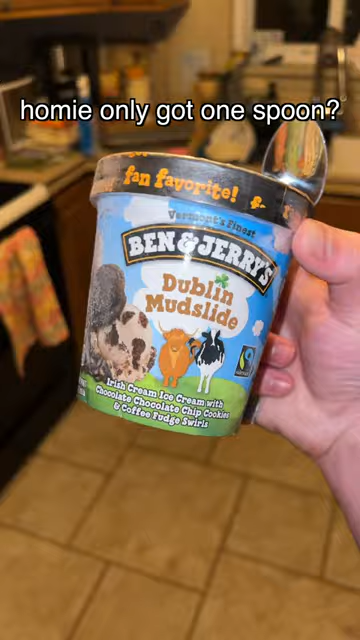 homie only got one spoon?
fan favorite!
Vermont's Finest
BEN & JERRY'S
Dublin
Mudslide
Irish Cream Ice Cream with
Chocolate Chocolate Chip Cookies
& Coffee Fudge Swirls